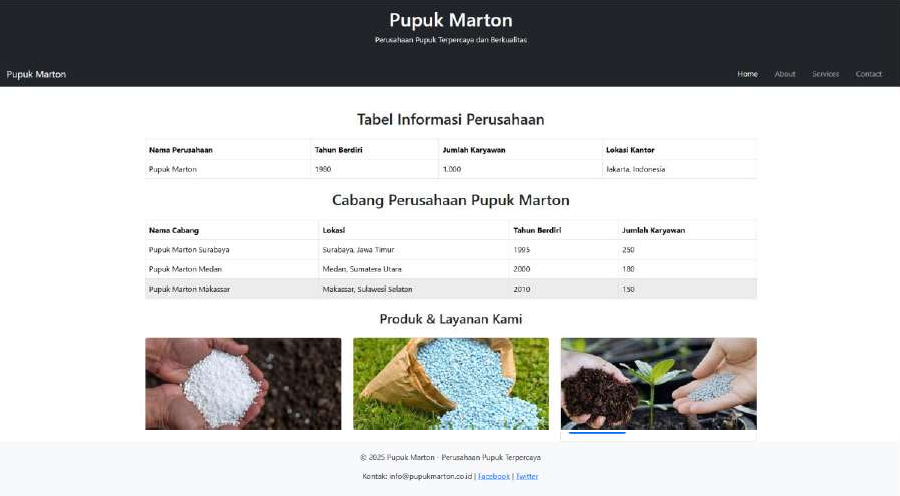 Pupuk Marton
Perusahaan Pupuk Terpercaya dan Berkualitas
Pupuk Marton Home About Services Contact
Tabel Informasi Perusahaan
Nama Perusahaan Tahun Berdiri Jumlah Karyawan Lokasi Kantor
Pupuk Marton 1980 1.000 Jakarta, Indonesia
Cabang Perusahaan Pupuk Marton
Nama Cabang Lokasi Tahun Berdiri Jumlah Karyawan
Pupuk Marton Surabaya Surabaya, Jawa Timur 1995 250
Pupuk Marton Medan Medan, Sumatera Utara 2000 180
Pupuk Marton Makassar Makassar, Sulawesi Selatan 2010 150
Produk & Layanan Kami
© 2025 Pupuk Marton - Perusahaan Pupuk Terpercaya
Kontak: info@pupukmarton.co.id | Facebook | Twitter